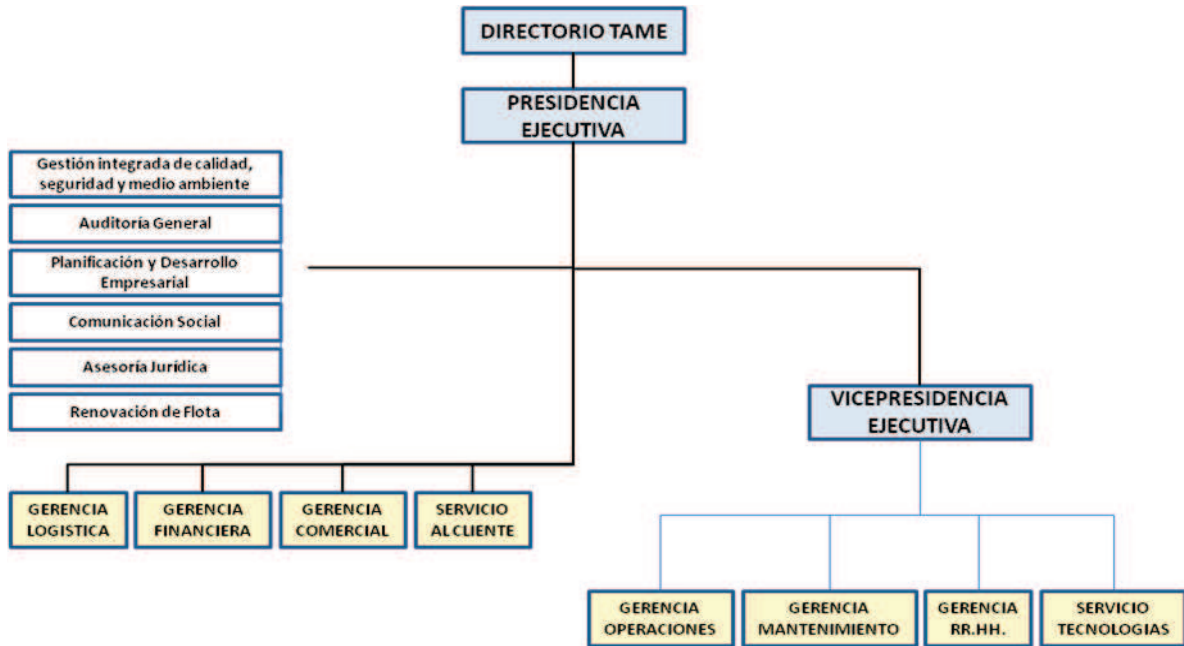 DIRECTORIO TAME
PRESIDENCIA
EJECUTIVA
Gestión integrada de calidad,
seguridad y medio ambiente
Auditoría General
Planificación y Desarrollo
Empresarial
Comunicación Social
Asesoría Jurídica
Renovación de Flota
VICEPRESIDENCIA
EJECUTIVA
GERENCIA
LOGISTICA
GERENCIA
FINANCIERA
GERENCIA
COMERCIAL
SERVICIO
AL CLIENTE
GERENCIA
OPERACIONES
GERENCIA
MANTENIMIENTO
GERENCIA
RR.HH.
SERVICIO
TECNOLOGIAS